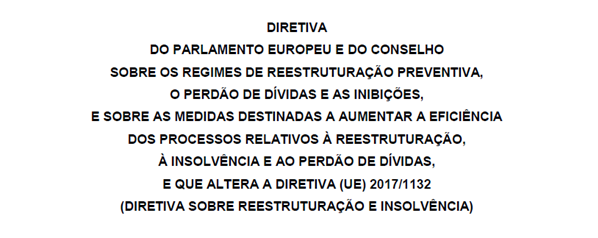 DIRETIVA
DO PARLAMENTO EUROPEU E DO CONSELHO
SOBRE OS REGIMES DE REESTRUTURAÇÃO PREVENTIVA,
O PERDÃO DE DÍVIDAS E AS INIBIÇÕES,
E SOBRE AS MEDIDAS DESTINADAS A AUMENTAR A EFICIÊNCIA
DOS PROCESSOS RELATIVOS À REESTRUTURAÇÃO,
À INSOLVÊNCIA E AO PERDÃO DE DÍVIDAS,
E QUE ALTERA A DIRETIVA (UE) 2017/1132
(DIRETIVA SOBRE REESTRUTURAÇÃO E INSOLVÊNCIA)